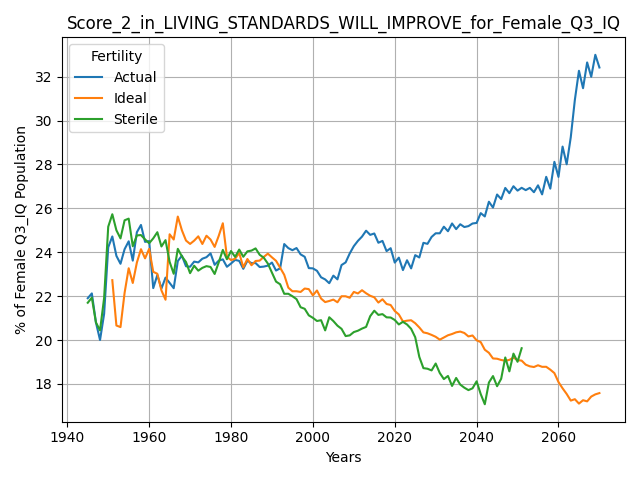 Score_2_in_LIVING_STANDARDS_WILL_IMPROVE_for_Female_Q3_IQ
Fertility
Actual
Ideal
Sterile
% of Female Q3_IQ Population
32
30
28
26
24
22
20
18
1940 1960 1980 2000 2020 2040 2060
Years